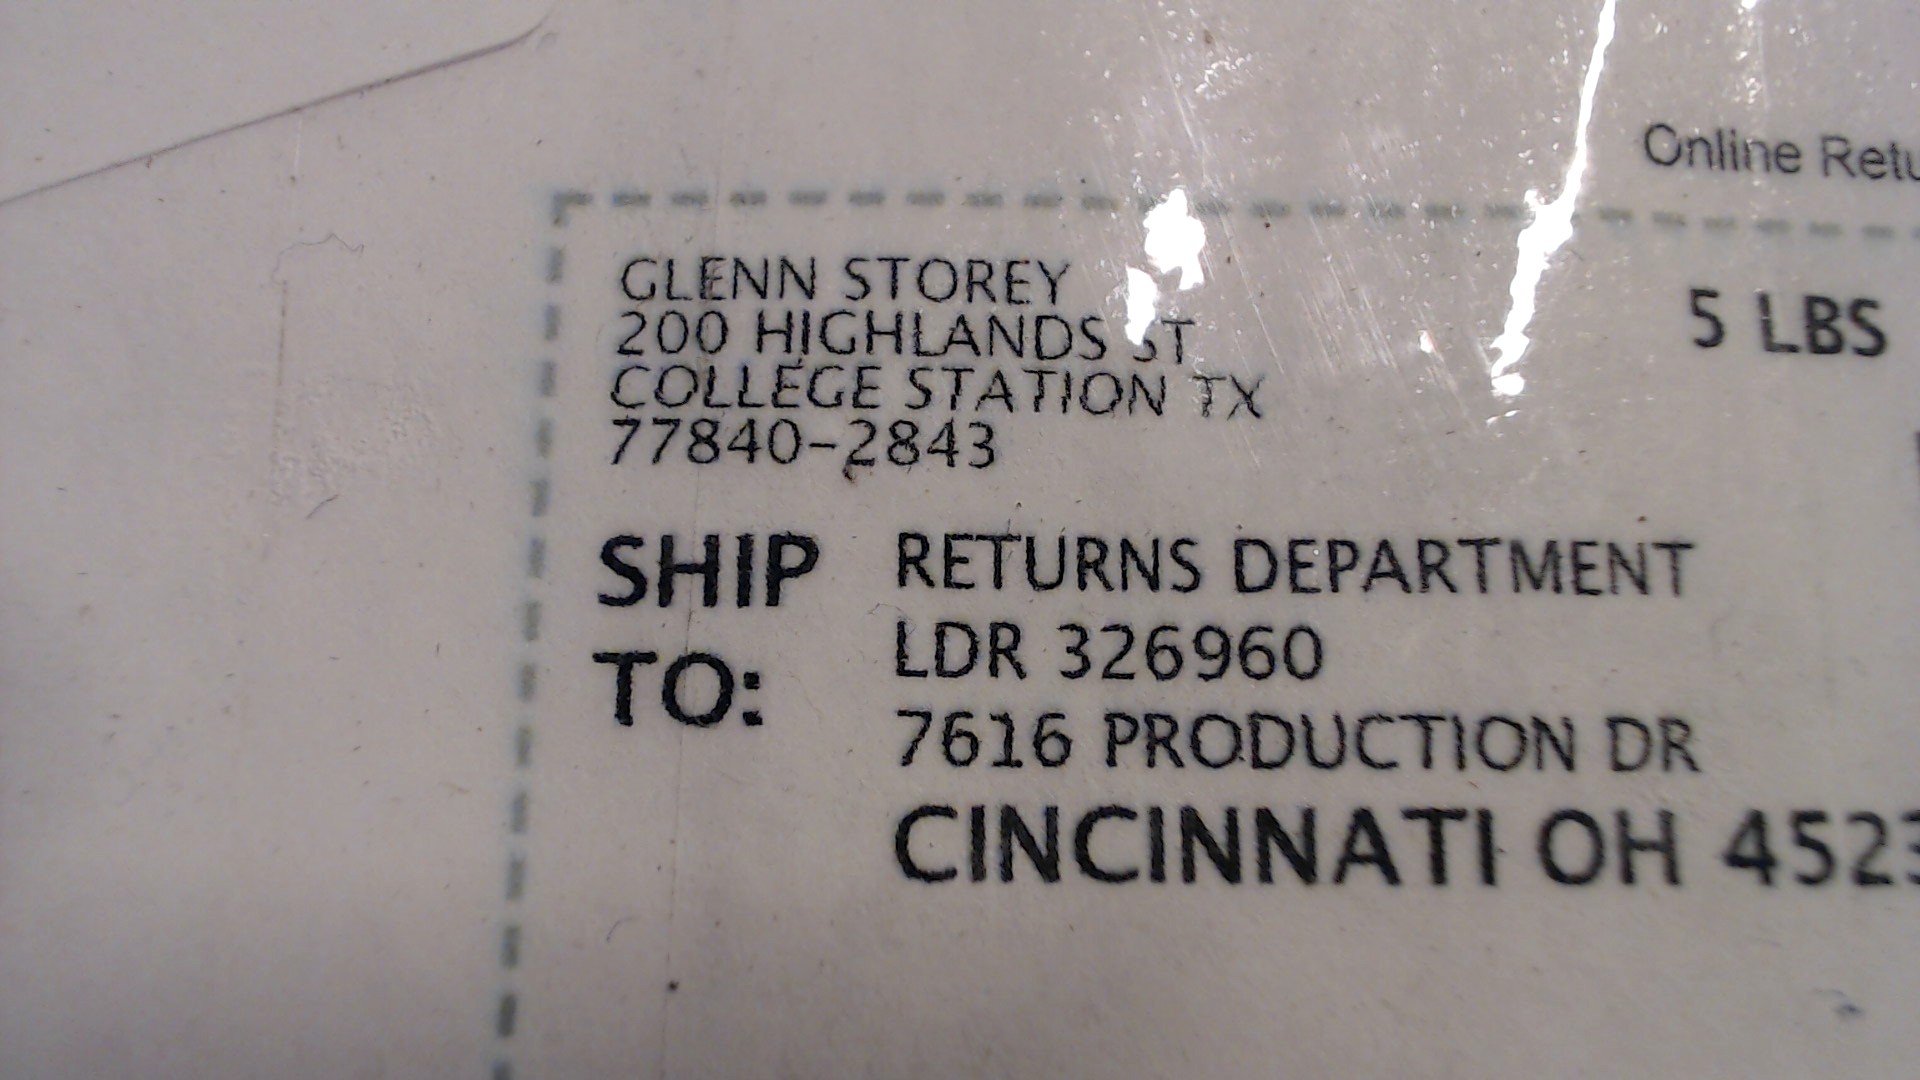 Online Retu
GLENN STOREY
5 LBS
200 HIGHLANDS ST
COLLEGE STATION TX
77840-2843
SHIP TO:
RETURNS DEPARTMENT
LDR 326960
7616 PRODUCTION DR
CINCINNATI OH 4523